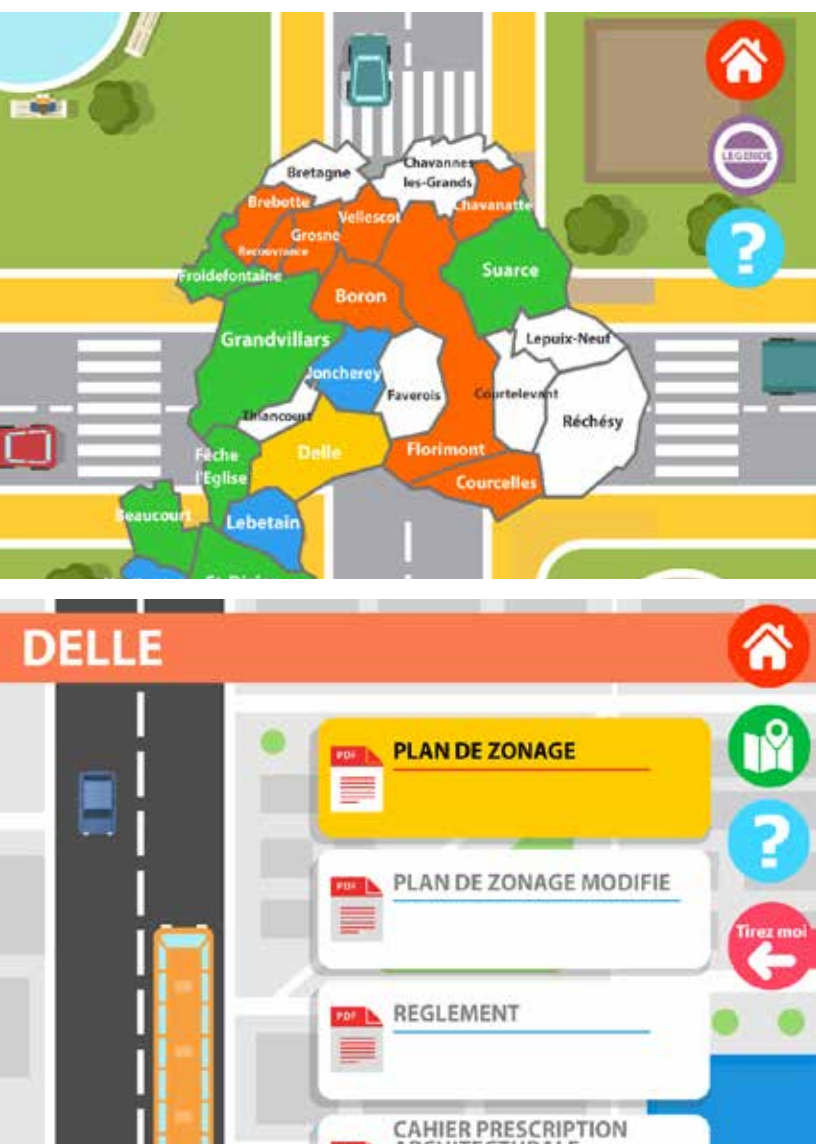 Bretagne
Chavannes
les-Grands
LEGENDE
Brebotte
Chavanatte
Vellescot
Grosne
Recouvrance
?
Froidefontaine
Suarce
Boron
Grandvillars
Lepuix-Neuf
Joncherey
Faverois
Courtelevant
Thiancourt
Réchésy
Florimont
Delle
Fêche
l'Eglise
Courcelles
Beaucourt
Lebetain
DELLE
PDF
PLAN DE ZONAGE
?
PDF
PLAN DE ZONAGE MODIFIE
Tirez moi
PDF
REGLEMENT
CAHIER PRESCRIPTION
ARCHITECTURALE